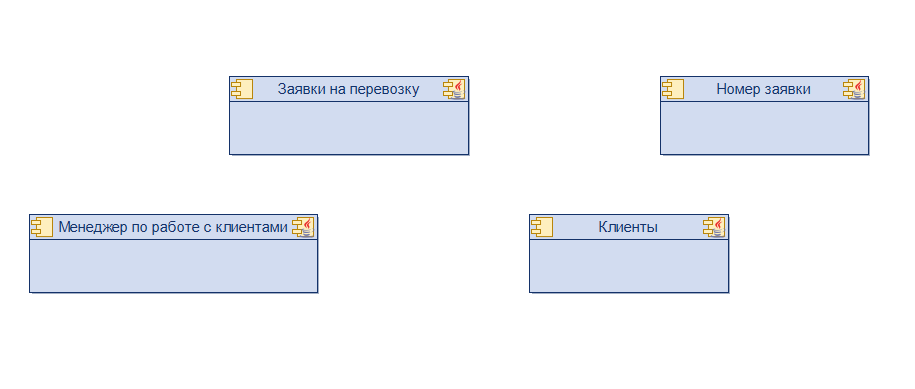 Заявки на перевозку
Номер заявки
Менеджер по работе с клиентами
Клиенты